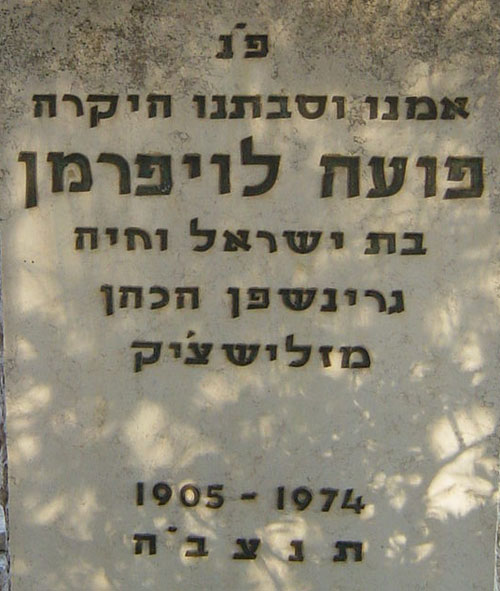 פ"נ
אמנו וסבתנו היקרה
פועה לויפרמן
בת ישראל וחיה
גרינשפן הכהן
מזלישצ'יק
1905 - 1974
ת נ צ ב" ה